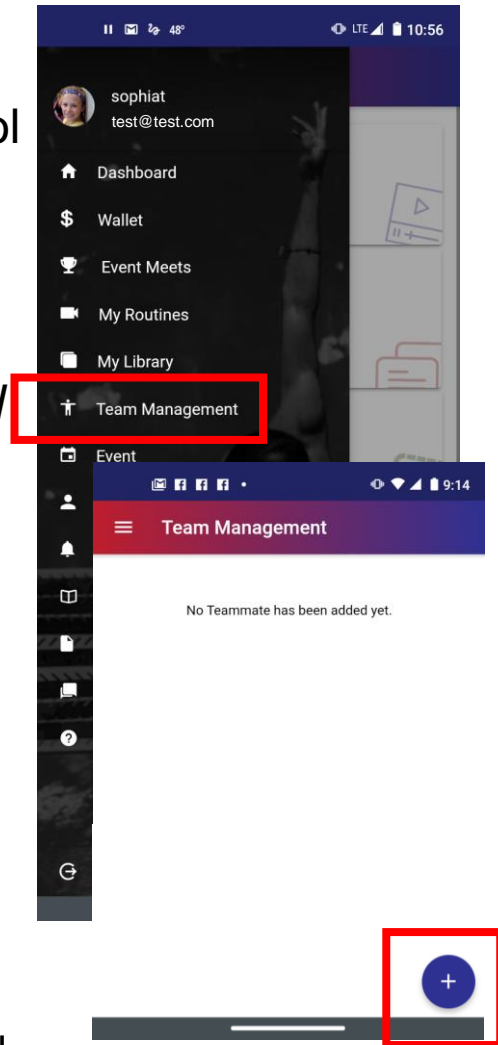 48° LTE 10:56
ol
sophiat
test@test.com
Dashboard
$ Wallet
Event Meets
My Routines
My Library
Team Management
Event
9:14
Team Management
No Teammate has been added yet.
+